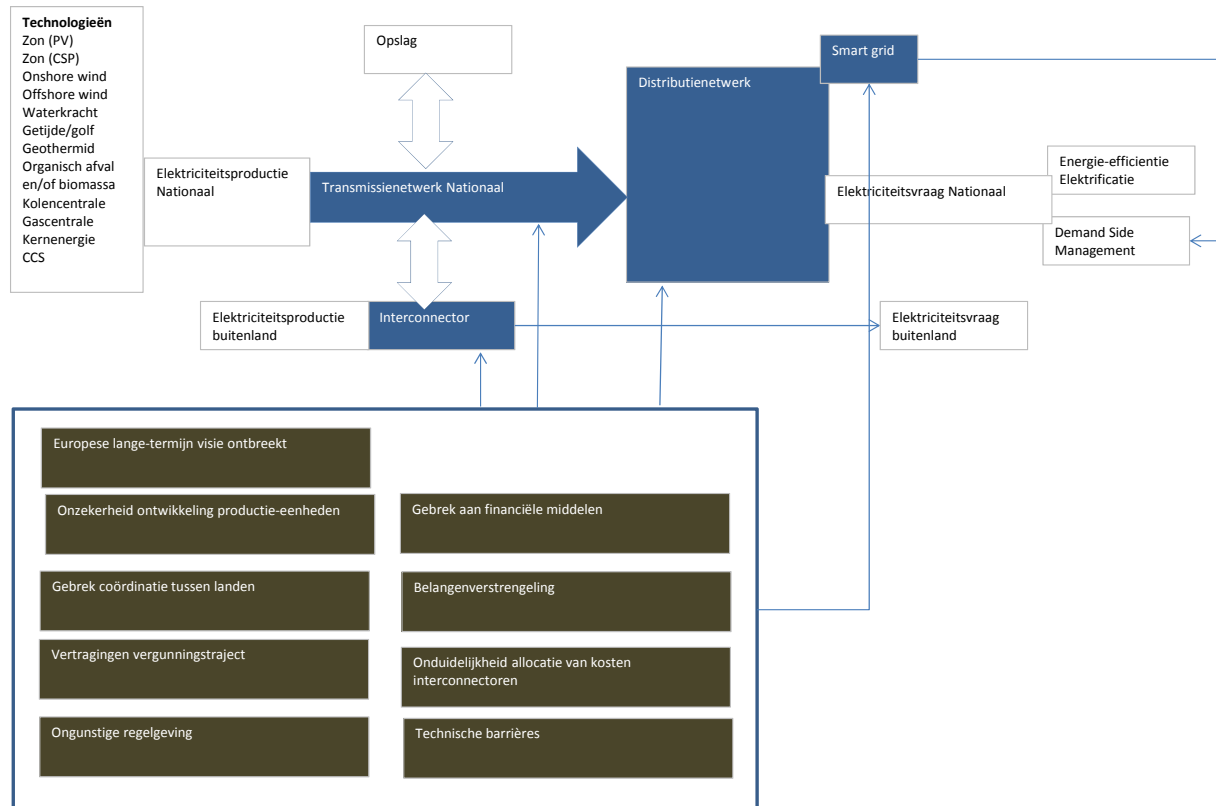 Technologieën
Zon (PV)
Zon (CSP)
Onshore wind
Offshore wind
Waterkracht
Getijde/golf
Geothermid
Organisch afval
en/of biomassa
Kolencentrale
Gascentrale
Kernenergie
CCS
Opslag
Smart grid
Distributienetwerk
Elektriciteitsproductie
Nationaal
Transmissienetwerk Nationaal
Elektriciteitsvraag Nationaal
Energie-efficientie
Elektrificatie
Demand Side
Management
Elektriciteitsproductie
buitenland
Interconnector
Elektriciteitsvraag
buitenland
Europese lange-termijn visie ontbreekt
Onzekerheid ontwikkeling productie-eenheden
Gebrek aan financiële middelen
Gebrek coördinatie tussen landen
Belangenverstrengeling
Vertragingen vergunningstraject
Onduidelijkheid allocatie van kosten
interconnectoren
Ongunstige regelgeving
Technische barrières